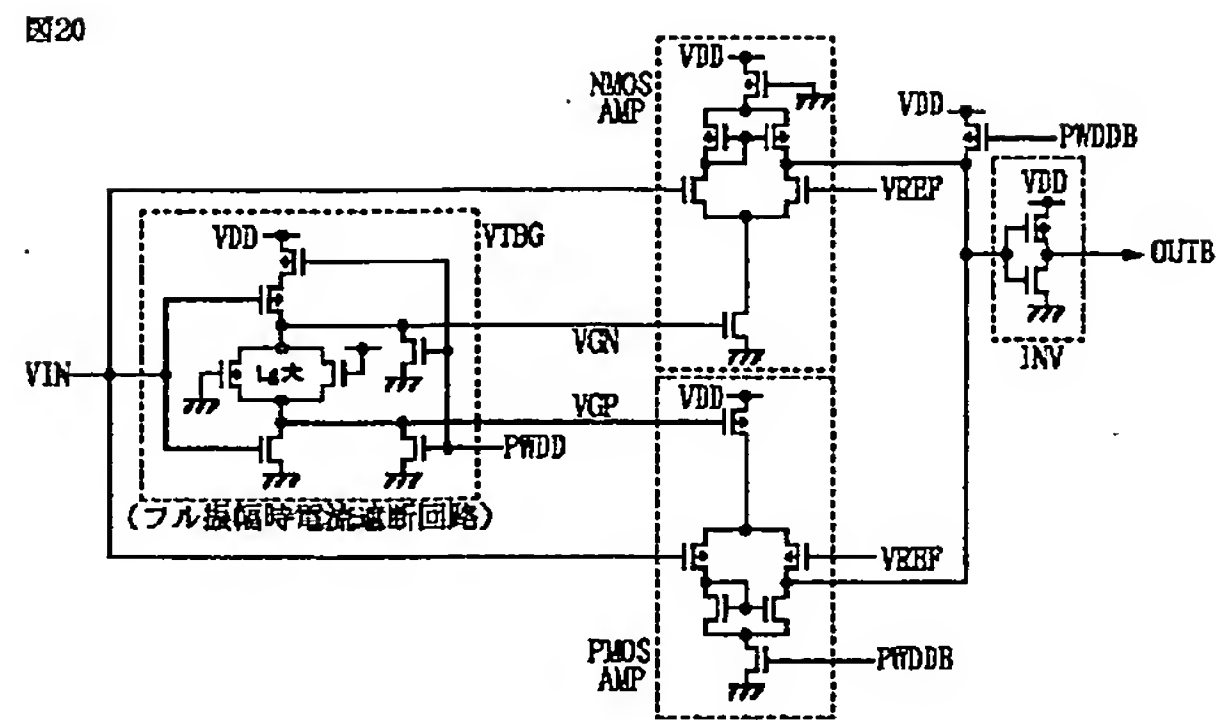 図20
VDD
NMOS
AMP
VDD
PWDDB
VDD
VREF
VDD
VTBG
OUTB
VGN
INV
VIN
Lg大
VGP
VDD
PWDD
(フル振幅時電流遮断回路)
VREF
PMOS
AMP
PWDDB